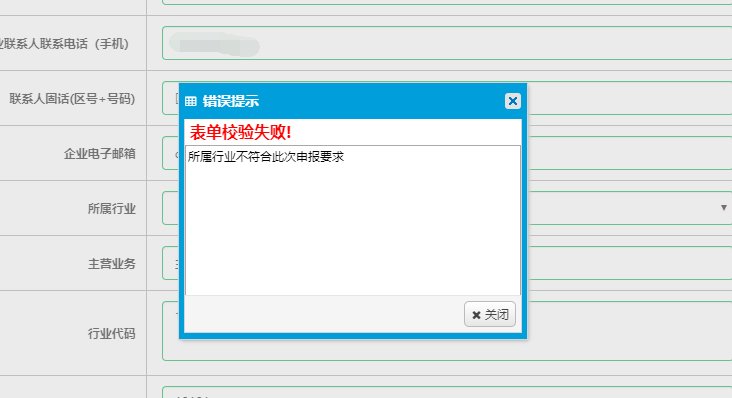 业联系人联系电话（手机）
错误提示
联系人固话(区号+号码)
表单校验失败!
企业电子邮箱
所属行业不符合此次申报要求
所属行业
主营业务
关闭
行业代码